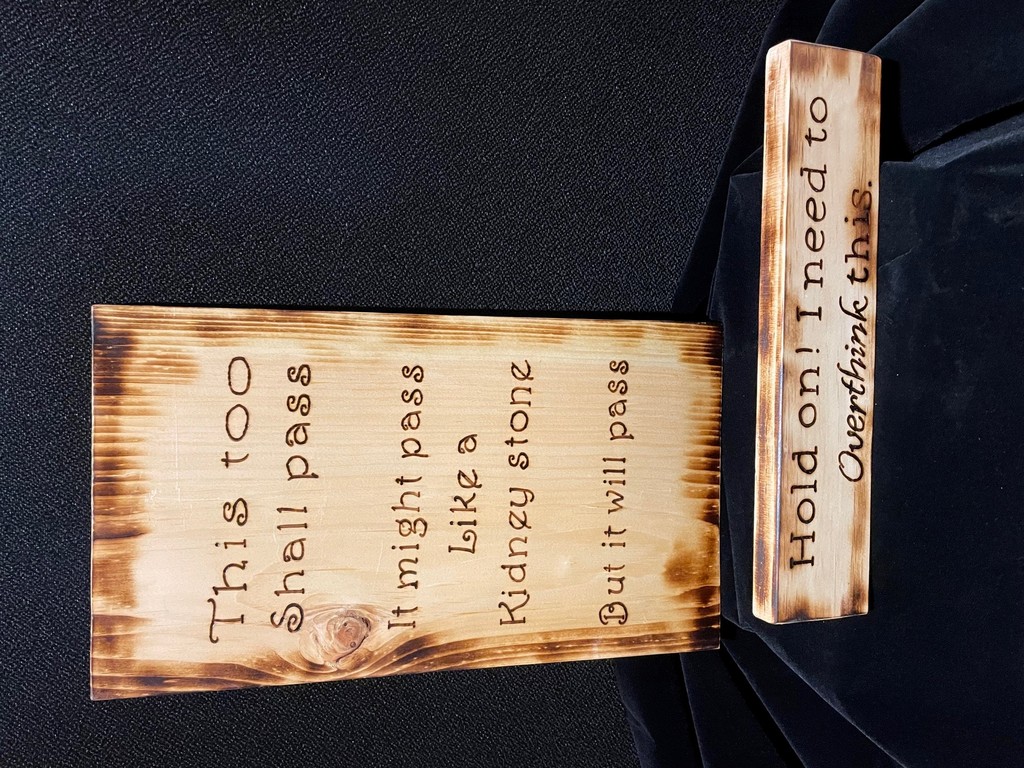 This too
Shall pass
It might pass
Like a
Kidney stone
But it will pass
Hold on! I need to
Overthink this.